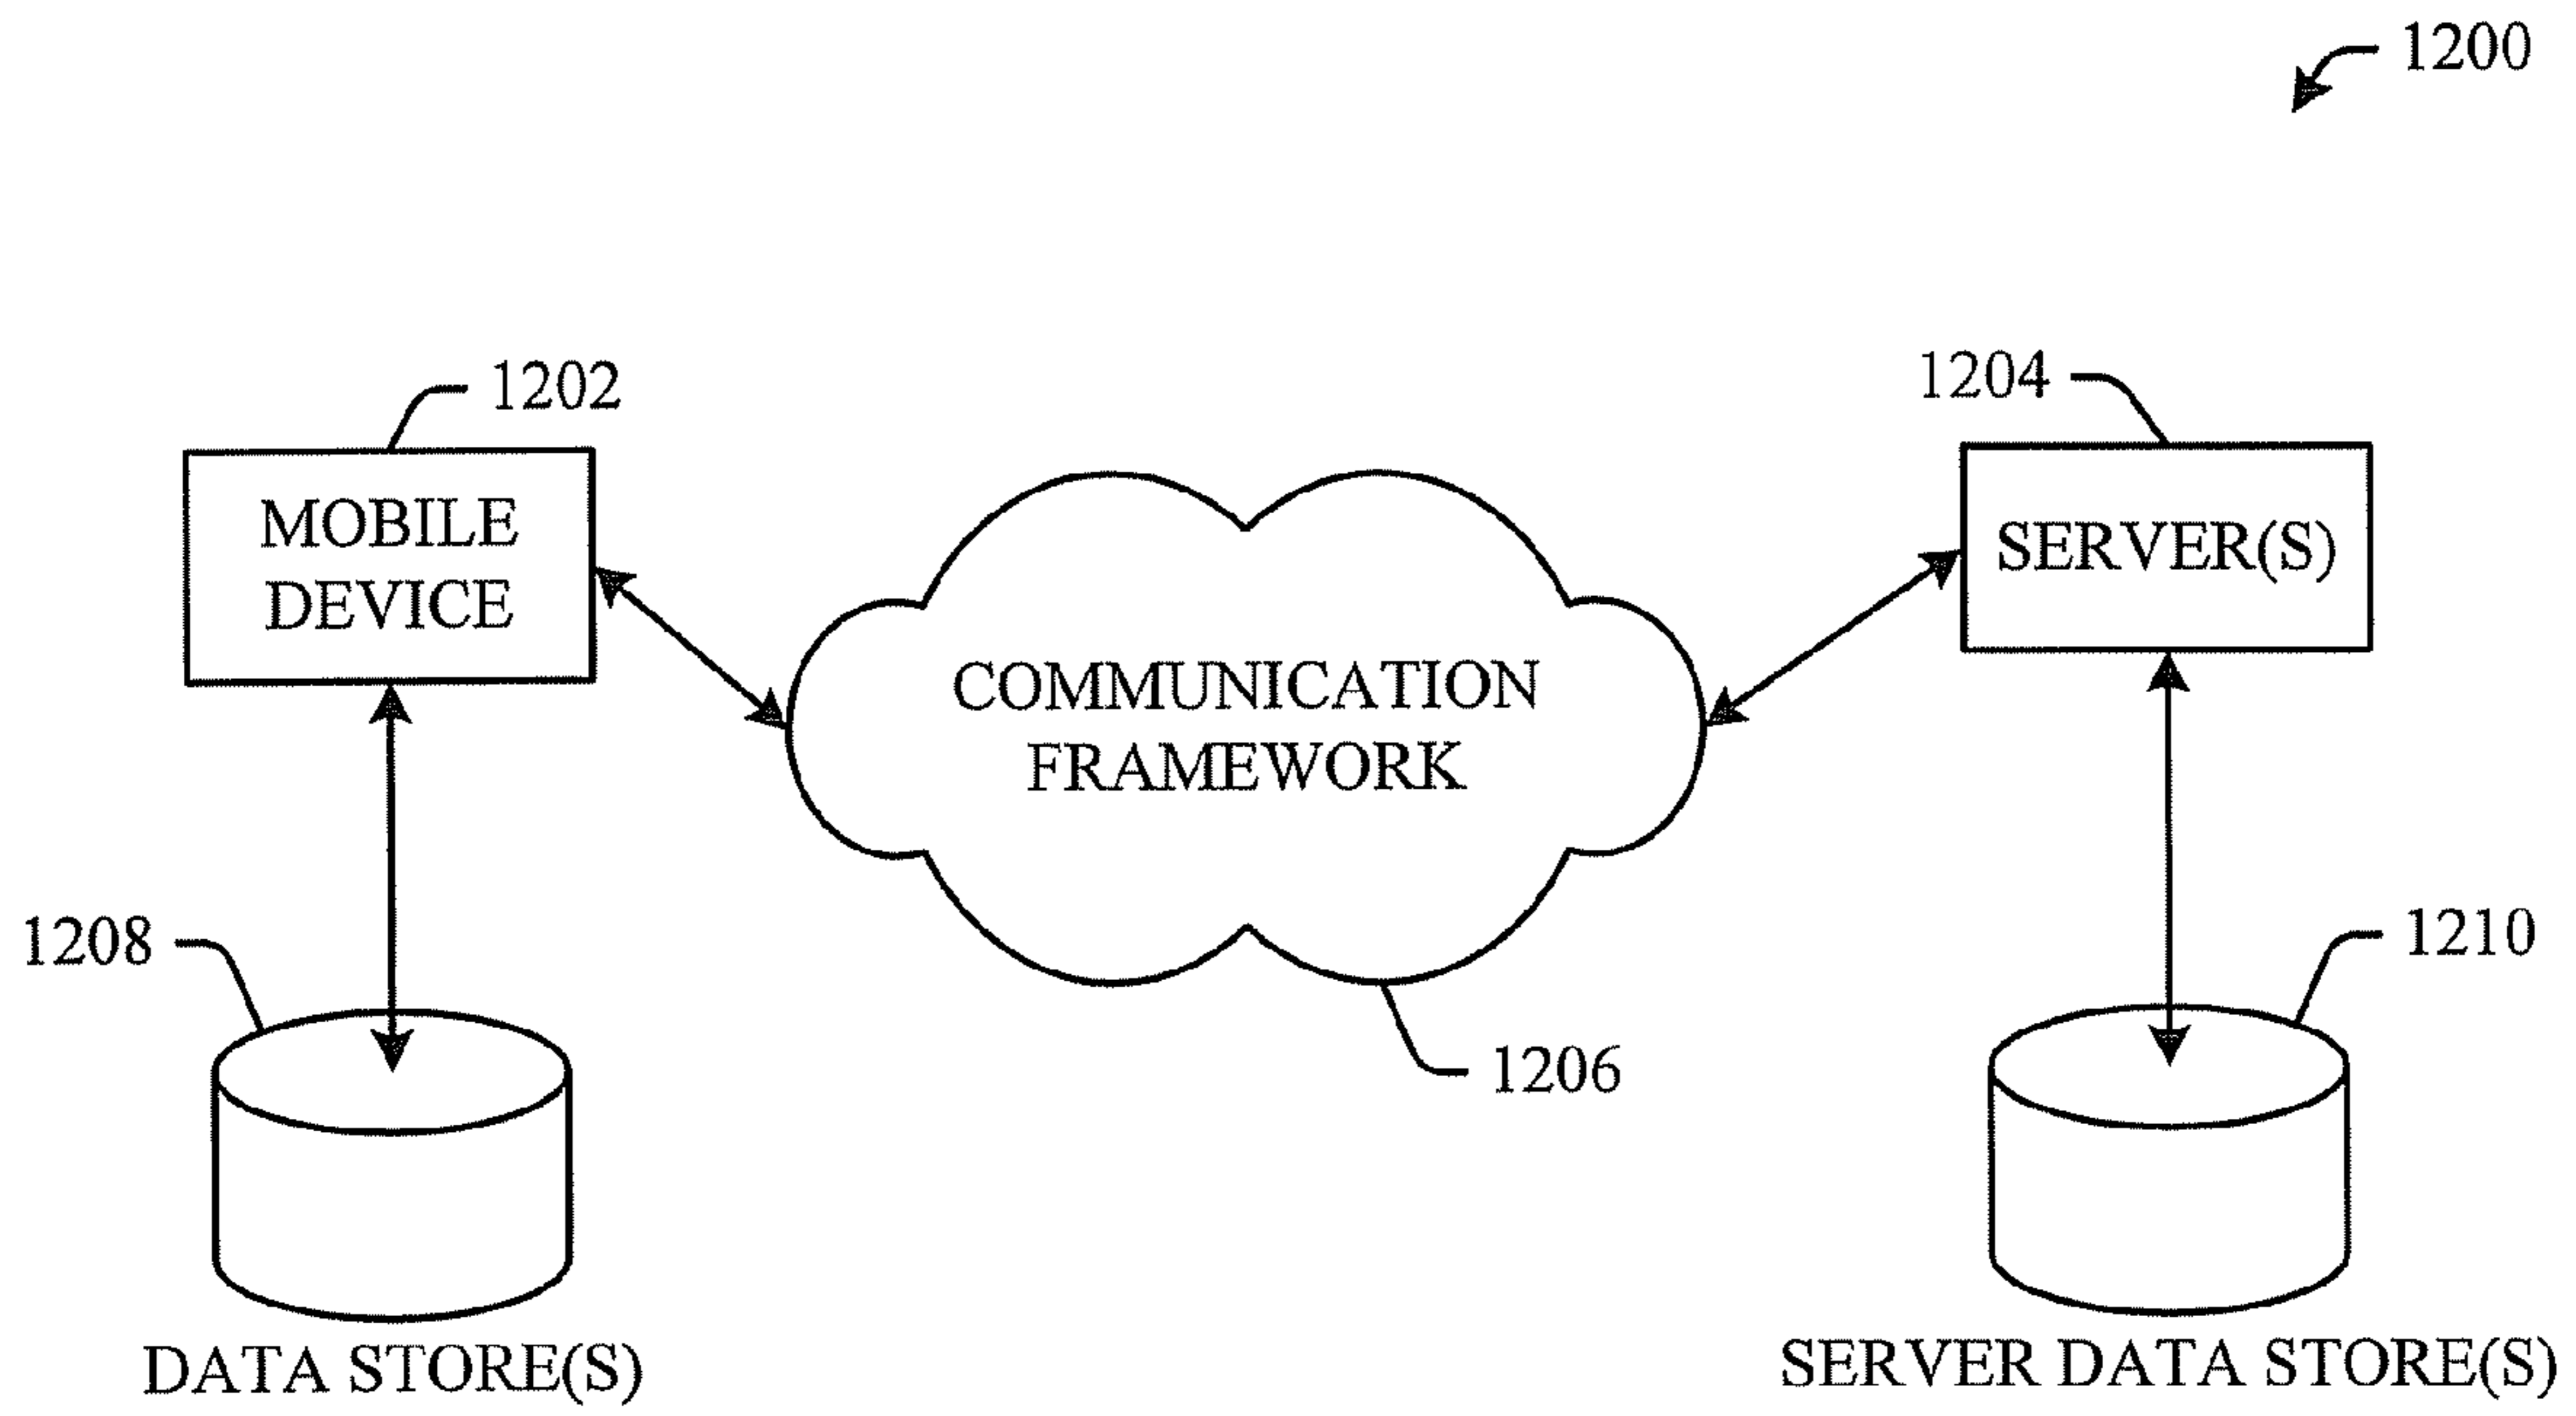 1200
1202
1204
MOBILE
DEVICE
SERVER(S)
COMMUNICATION
FRAMEWORK
1208
1210
1206
DATA STORE(S)
SERVER DATA STORE(S)